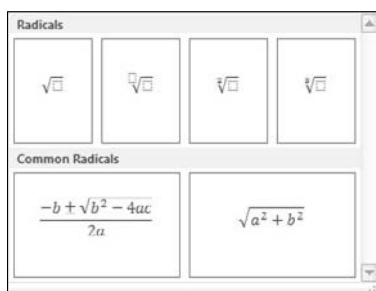 Radicals
√□ □√□ 2√□ 3√□
Common Radicals
−b ± √b² − 4ac
2a
√a² + b²